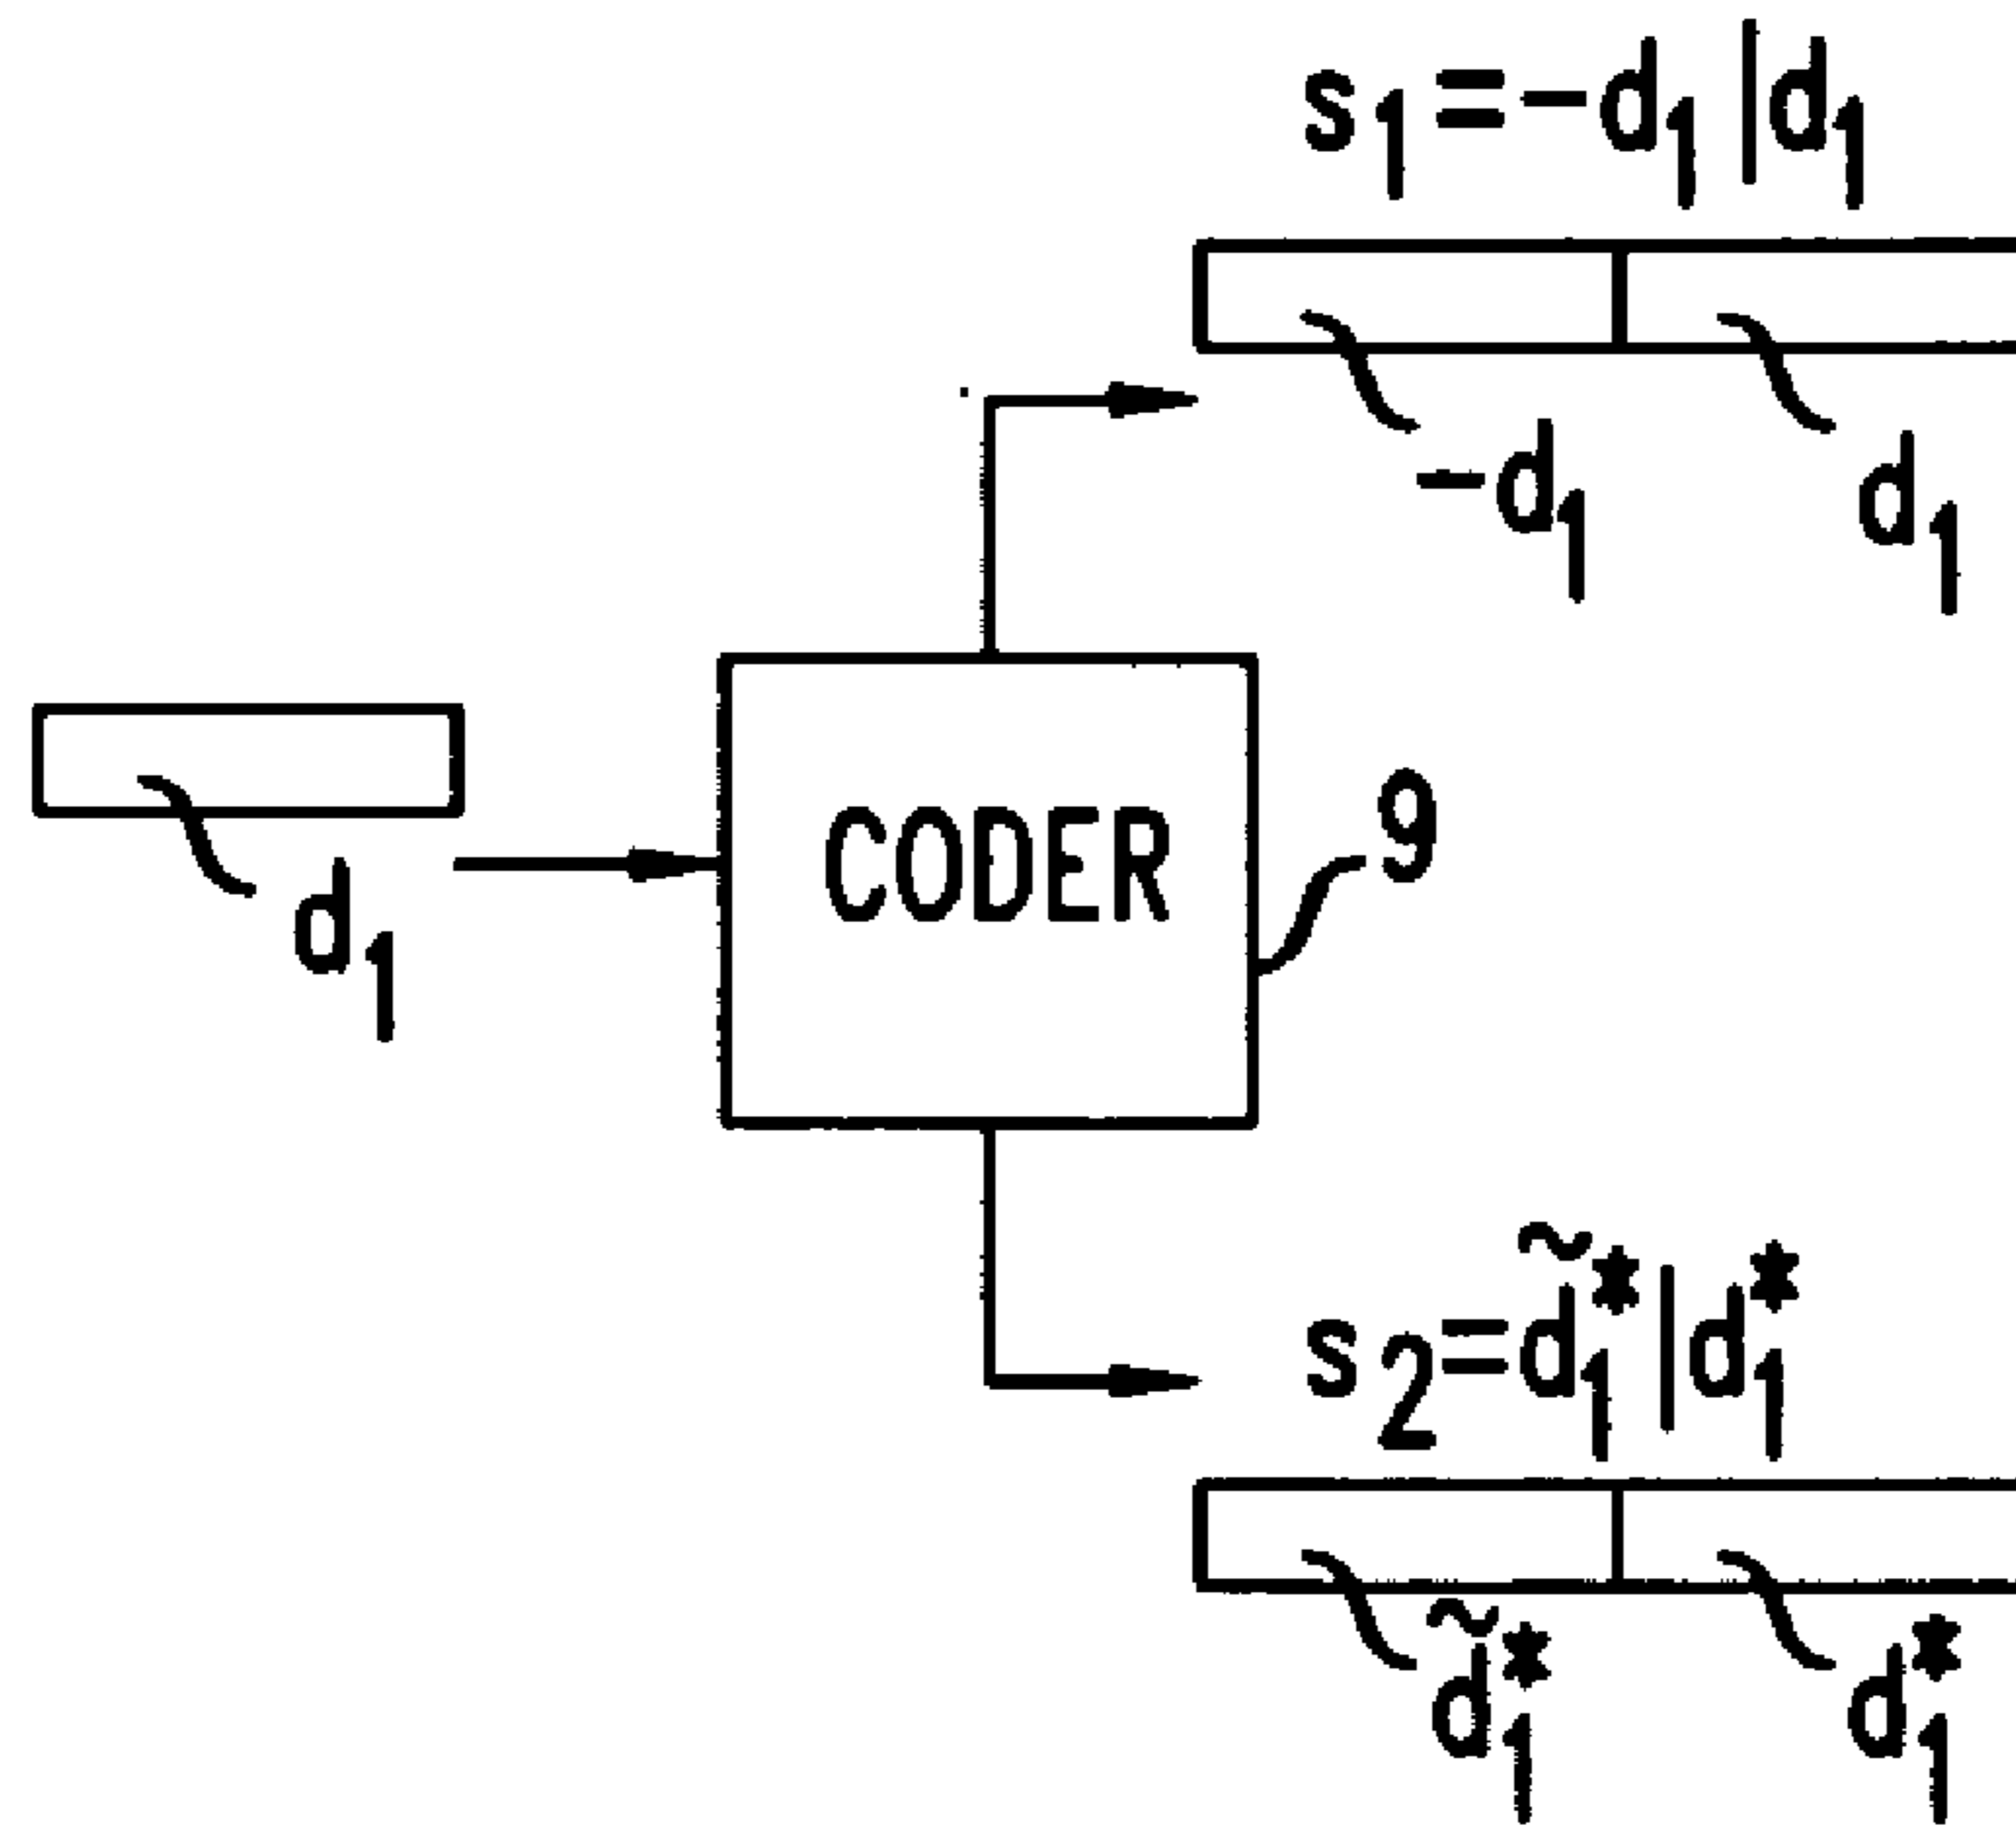 s₁=-d₁|d₁
-d₁ d₁
d₁
CODER
9
s₂=d̃₁*|d₁*
d̃₁* d₁*